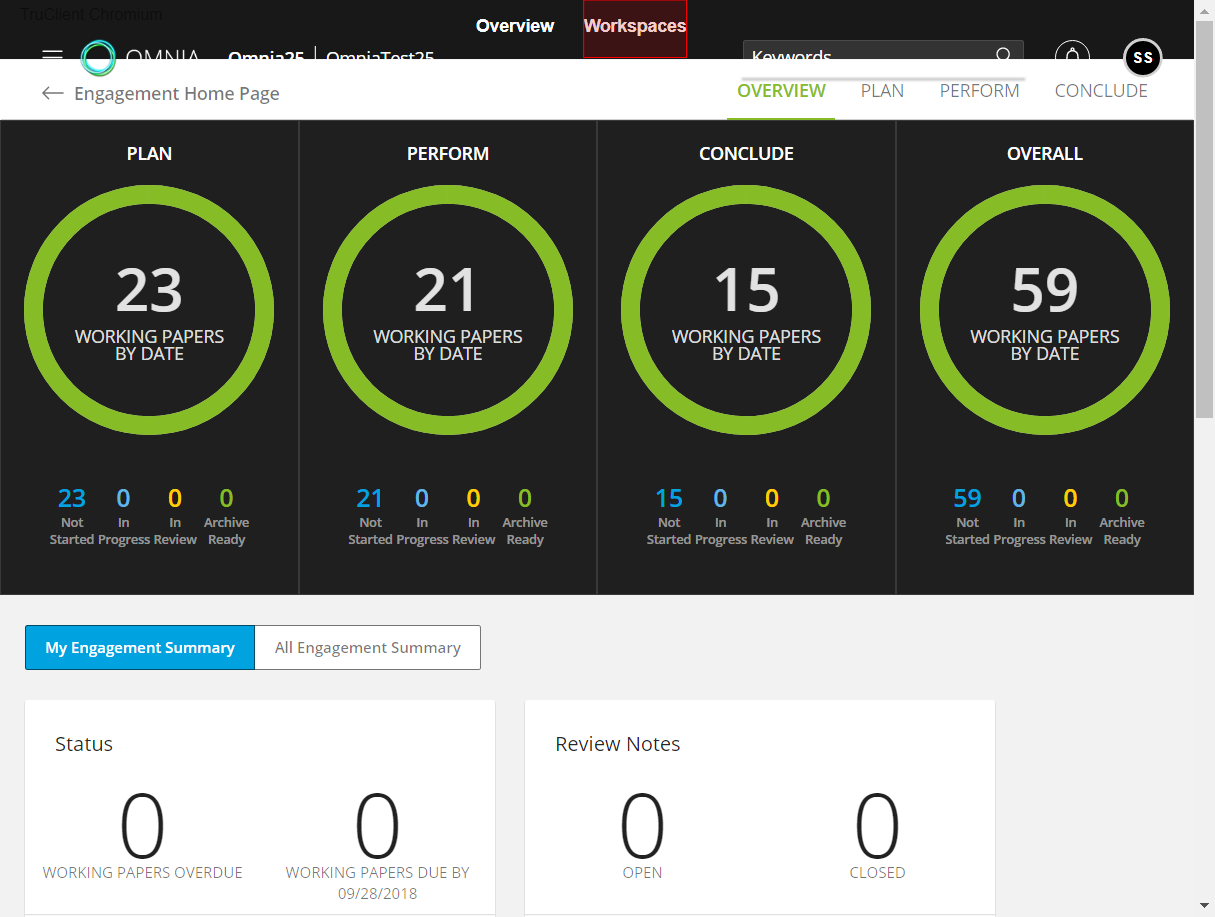 TruClient Chromium
Overview Workspaces
OMNIA Omnia25 OmniaTest25 Keywords SS
Engagement Home Page OVERVIEW PLAN PERFORM CONCLUDE
PLAN
23
WORKING PAPERS
BY DATE
23 0 0 0
Not In In Archive
Started Progress Review Ready
PERFORM
21
WORKING PAPERS
BY DATE
21 0 0 0
Not In In Archive
Started Progress Review Ready
CONCLUDE
15
WORKING PAPERS
BY DATE
15 0 0 0
Not In In Archive
Started Progress Review Ready
OVERALL
59
WORKING PAPERS
BY DATE
59 0 0 0
Not In In Archive
Started Progress Review Ready
My Engagement Summary All Engagement Summary
Status
0
WORKING PAPERS OVERDUE
0
WORKING PAPERS DUE BY
09/28/2018
Review Notes
0
OPEN
0
CLOSED